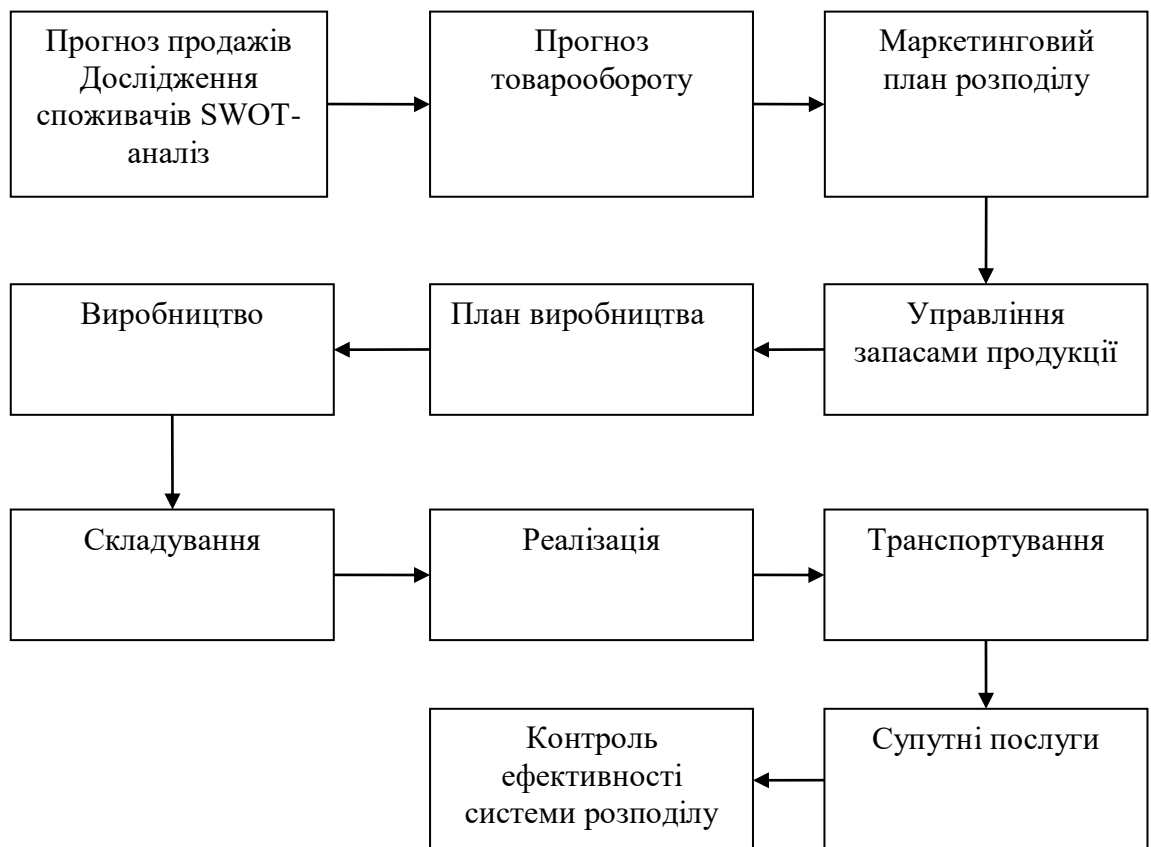 Прогноз продажів
Дослідження
споживачів SWOT-
аналіз
Прогноз
товарообороту
Маркетинговий
план розподілу
Виробництво
План виробництва
Управління
запасами продукції
Складування
Реалізація
Транспортування
Контроль
ефективності
системи розподілу
Супутні послуги